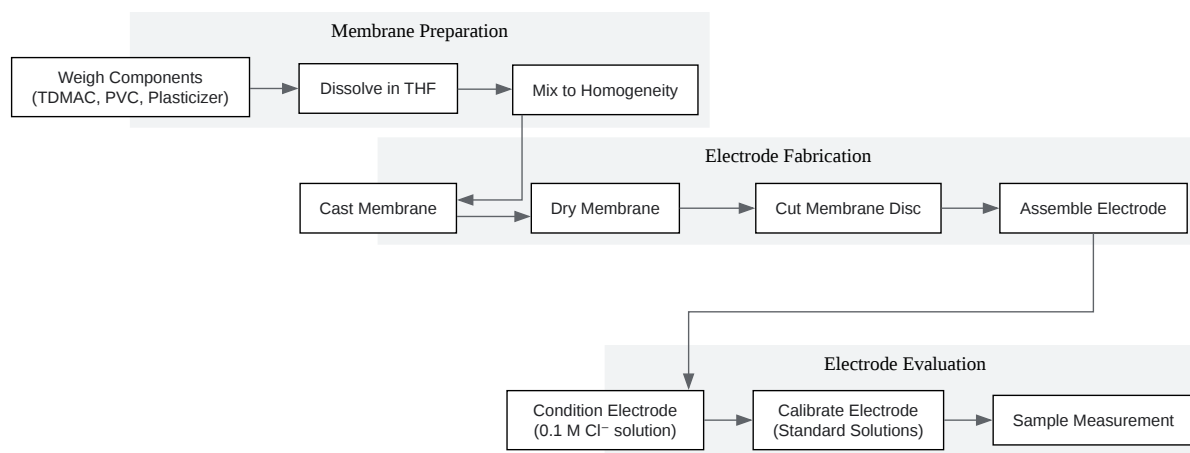 Membrane Preparation
Weigh Components
(TDMAC, PVC, Plasticizer)
Dissolve in THF
Mix to Homogeneity
Electrode Fabrication
Cast Membrane
Dry Membrane
Cut Membrane Disc
Assemble Electrode
Electrode Evaluation
Condition Electrode
(0.1 M Cl⁻ solution)
Calibrate Electrode
(Standard Solutions)
Sample Measurement